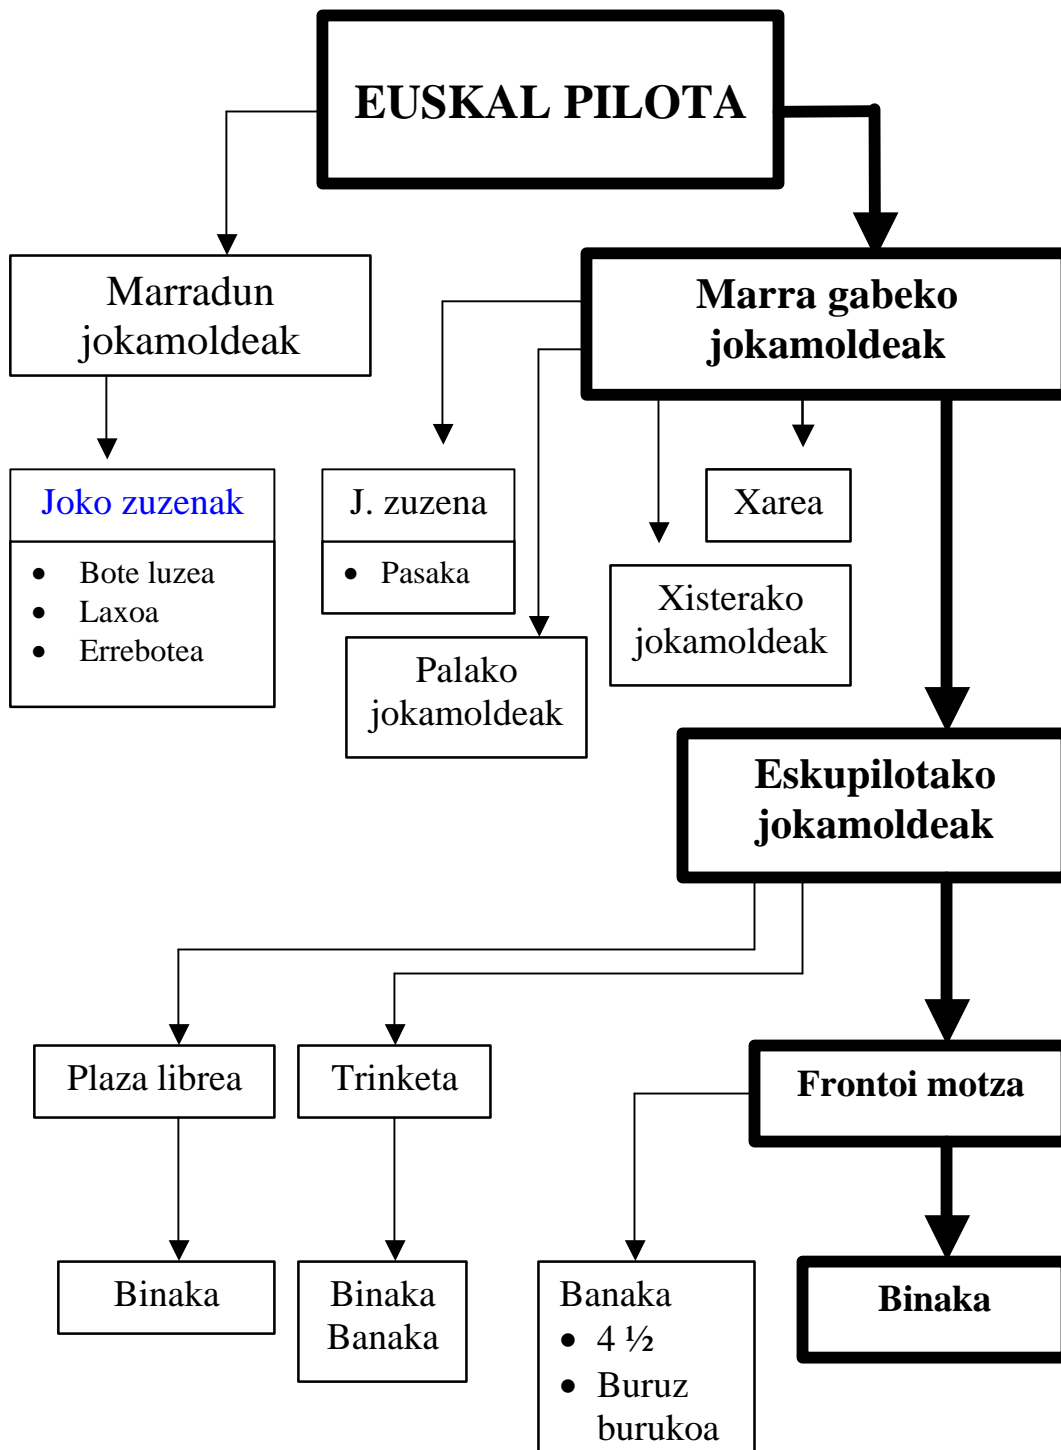 EUSKAL PILOTA
Marradun
jokamoldeak
Marra gabeko
jokamoldeak
Joko zuzenak
• Bote luzea
• Laxoa
• Errebotea
J. zuzena
• Pasaka
Xarea
Xisterako
jokamoldeak
Palako
jokamoldeak
Eskupilotako
jokamoldeak
Plaza librea
Trinketa
Frontoi motza
Binaka
Binaka
Banaka
Banaka
• 4 ½
• Buruz
burukoa
Binaka